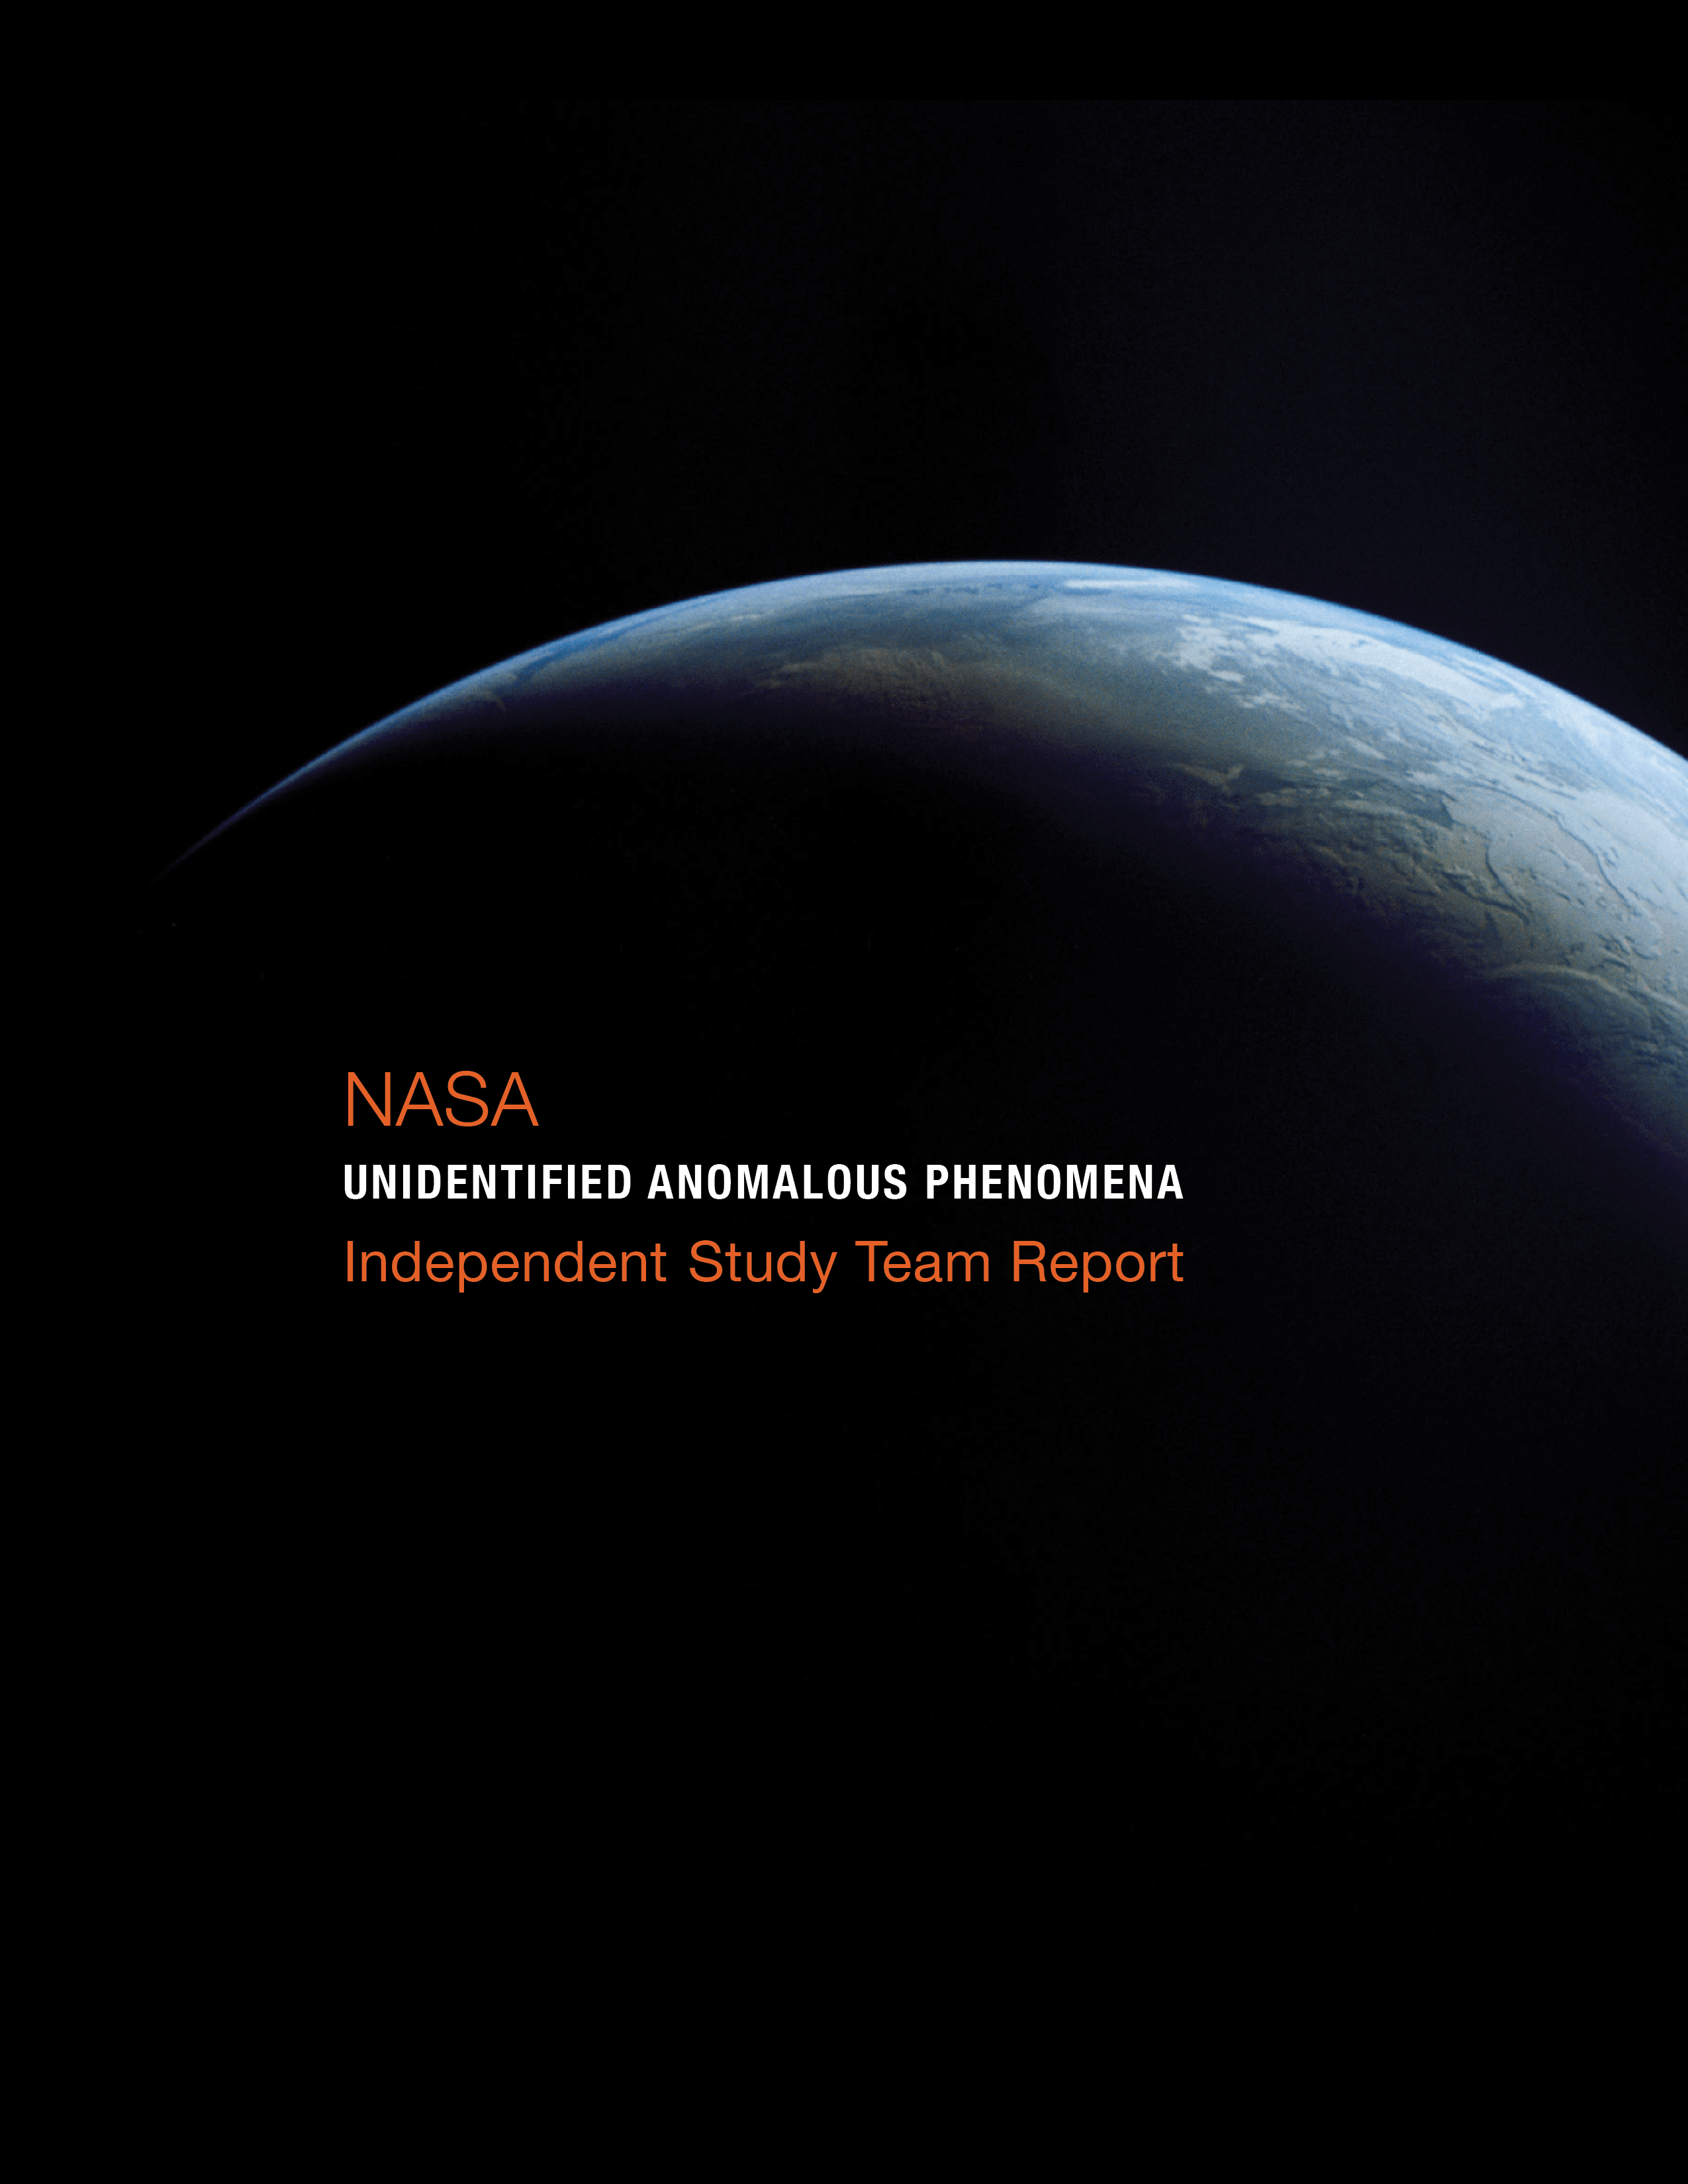 NASA
UNIDENTIFIED ANOMALOUS PHENOMENA
Independent Study Team Report